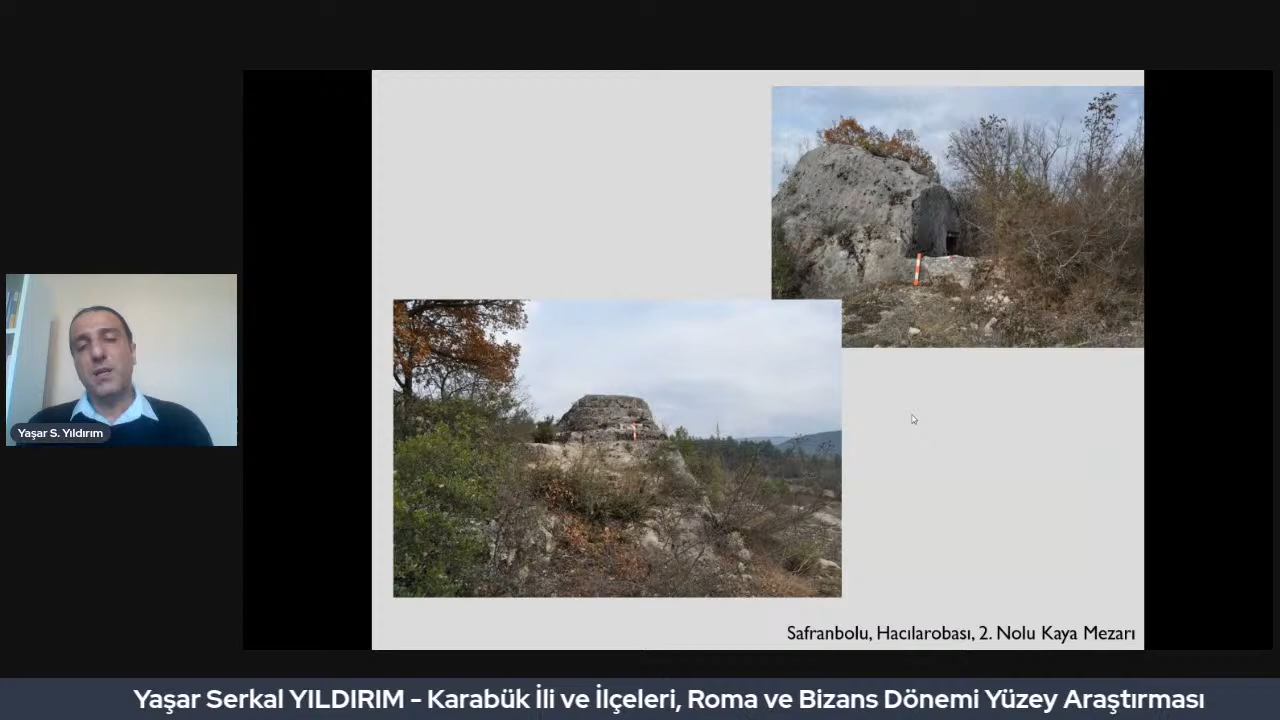 Yaşar S. Yıldırım
Safranbolu, Hacılarobası, 2. Nolu Kaya Mezarı
Yaşar Serkal YILDIRIM - Karabük İli ve İlçeleri, Roma ve Bizans Dönemi Yüzey Araştırması